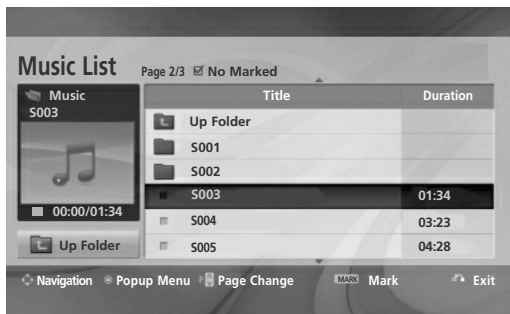 Music List Page 2/3 No Marked
Music
S003
00:00/01:34
Up Folder
Title Duration
Up Folder
S001
S002
S003 01:34
S004 03:23
S005 04:28
Navigation Popup Menu P Page Change MARK Mark Exit